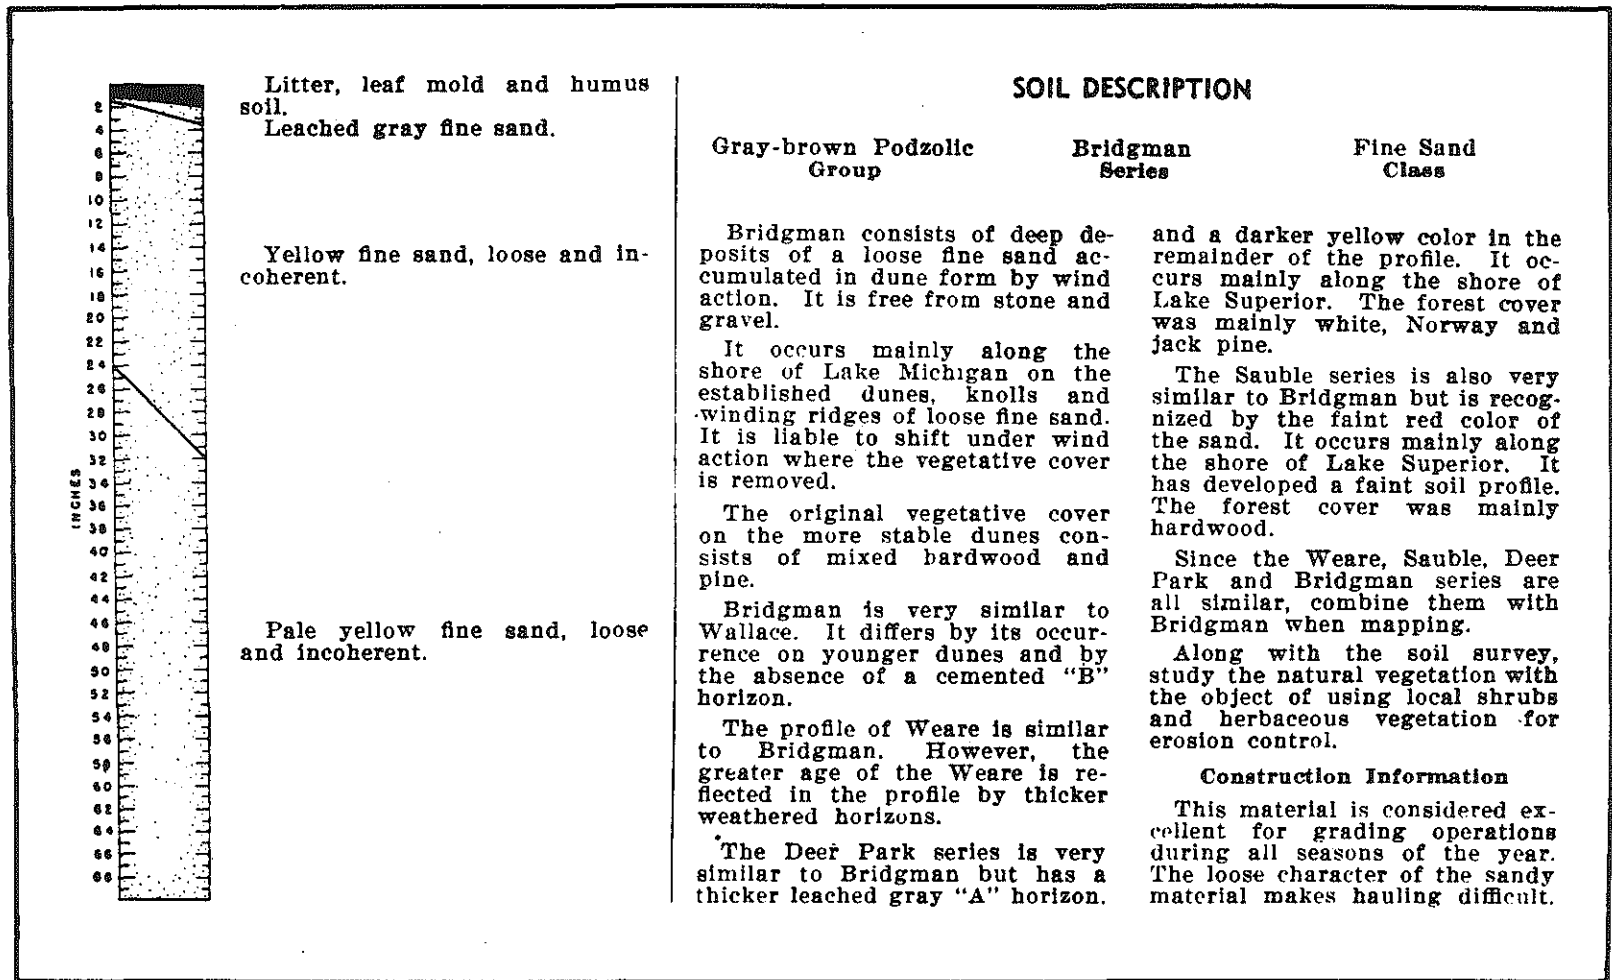 Litter, leaf mold and humus
soil.
Leached gray fine sand.
Yellow fine sand, loose and in-
coherent.
Pale yellow fine sand, loose
and incoherent.
INCHES
2
4
6
8
10
12
14
16
18
20
22
24
26
28
30
32
34
36
38
40
42
44
46
48
50
52
54
56
58
60
62
64
66
68
SOIL DESCRIPTION
Gray-brown Podzolic
Group
Bridgman
Series
Fine Sand
Class
Bridgman consists of deep de-
posits of a loose fine sand ac-
cumulated in dune form by wind
action. It is free from stone and
gravel.
It occurs mainly along the
shore of Lake Michigan on the
established dunes, knolls and
winding ridges of loose fine sand.
It is liable to shift under wind
action where the vegetative cover
is removed.
The original vegetative cover
on the more stable dunes con-
sists of mixed hardwood and
pine.
Bridgman is very similar to
Wallace. It differs by its occur-
rence on younger dunes and by
the absence of a cemented "B"
horizon.
The profile of Weare is similar
to Bridgman. However, the
greater age of the Weare is re-
flected in the profile by thicker
weathered horizons.
The Deer Park series is very
similar to Bridgman but has a
thicker leached gray "A" horizon.
and a darker yellow color in the
remainder of the profile. It oc-
curs mainly along the shore of
Lake Superior. The forest cover
was mainly white, Norway and
jack pine.
The Sauble series is also very
similar to Bridgman but is recog-
nized by the faint red color of
the sand. It occurs mainly along
the shore of Lake Superior. It
has developed a faint soil profile.
The forest cover was mainly
hardwood.
Since the Weare, Sauble, Deer
Park and Bridgman series are
all similar, combine them with
Bridgman when mapping.
Along with the soil survey,
study the natural vegetation with
the object of using local shrubs
and herbaceous vegetation for
erosion control.
Construction Information
This material is considered ex-
cellent for grading operations
during all seasons of the year.
The loose character of the sandy
material makes hauling difficult.